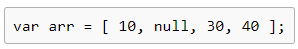 var arr = [ 10, null, 30, 40 ];